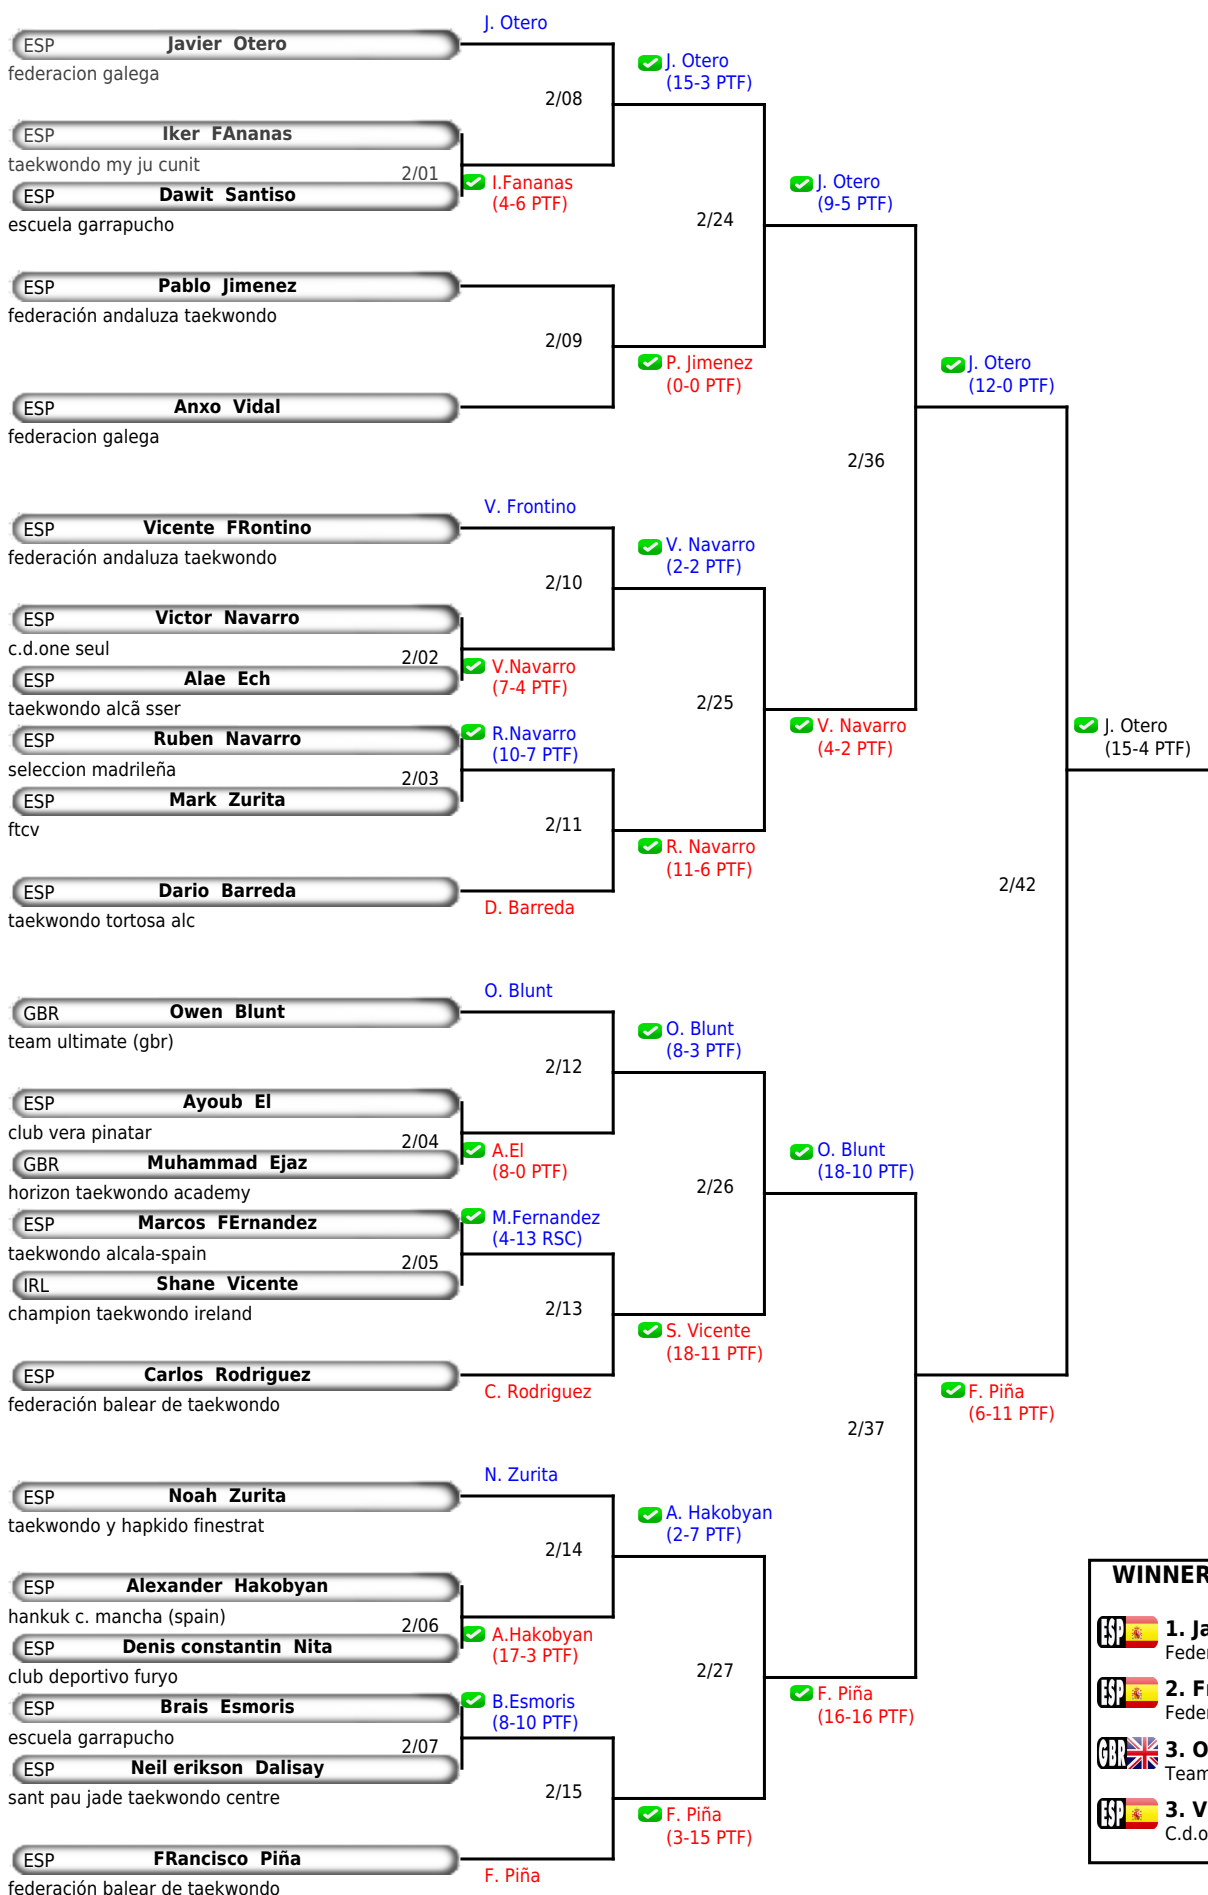 J. Otero
ESP Javier Otero
federacion galega
J. Otero
(15-3 PTF)
2/08
ESP Iker FAnanas
taekwondo my ju cunit
2/01
I.Fananas
(4-6 PTF)
ESP Dawit Santiso
escuela garrapucho
J. Otero
(9-5 PTF)
2/24
ESP Pablo Jimenez
federación andaluza taekwondo
2/09
P. Jimenez
(0-0 PTF)
J. Otero
(12-0 PTF)
ESP Anxo Vidal
federacion galega
2/36
V. Frontino
ESP Vicente FRontino
federación andaluza taekwondo
V. Navarro
(2-2 PTF)
2/10
ESP Victor Navarro
c.d.one seul
2/02
V.Navarro
(7-4 PTF)
ESP Alae Ech
taekwondo alcã sser
2/25
ESP Ruben Navarro
R.Navarro
(10-7 PTF)
V. Navarro
(4-2 PTF)
J. Otero
(15-4 PTF)
seleccion madrileña
2/03
ESP Mark Zurita
ftcv
2/11
R. Navarro
(11-6 PTF)
ESP Dario Barreda
D. Barreda
taekwondo tortosa alc
2/42
O. Blunt
GBR Owen Blunt
team ultimate (gbr)
O. Blunt
(8-3 PTF)
2/12
ESP Ayoub El
club vera pinatar
2/04
A.El
(8-0 PTF)
GBR Muhammad Ejaz
horizon taekwondo academy
O. Blunt
(18-10 PTF)
2/26
ESP Marcos FErnandez
M.Fernandez
(4-13 RSC)
taekwondo alcala-spain
2/05
IRL Shane Vicente
champion taekwondo ireland
2/13
S. Vicente
(18-11 PTF)
ESP Carlos Rodriguez
C. Rodriguez
federación balear de taekwondo
F. Piña
(6-11 PTF)
2/37
N. Zurita
ESP Noah Zurita
taekwondo y hapkido finestrat
A. Hakobyan
(2-7 PTF)
2/14
ESP Alexander Hakobyan
hankuk c. mancha (spain)
2/06
A.Hakobyan
(17-3 PTF)
ESP Denis constantin Nita
club deportivo furyo
2/27
ESP Brais Esmoris
B.Esmoris
(8-10 PTF)
F. Piña
(16-16 PTF)
escuela garrapucho
2/07
ESP Neil erikson Dalisay
sant pau jade taekwondo centre
2/15
F. Piña
(3-15 PTF)
ESP FRancisco Piña
F. Piña
federación balear de taekwondo
WINNER
ESP 1. Ja
Feder
ESP 2. Fr
Feder
GBR 3. O
Team
ESP 3. V
C.d.o